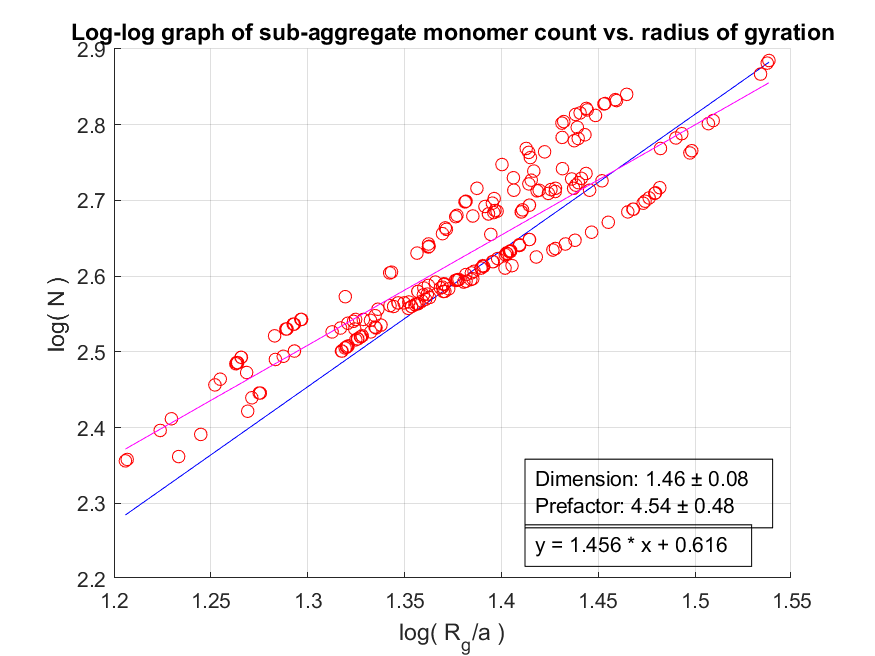 Log-log graph of sub-aggregate monomer count vs. radius of gyration
2.9
2.8
2.7
2.6
2.5
2.4
2.3
2.2
log( N )
Dimension: 1.46 ± 0.08
Prefactor: 4.54 ± 0.48
y = 1.456 * x + 0.616
1.2 1.25 1.3 1.35 1.4 1.45 1.5 1.55
log( R_g/a )